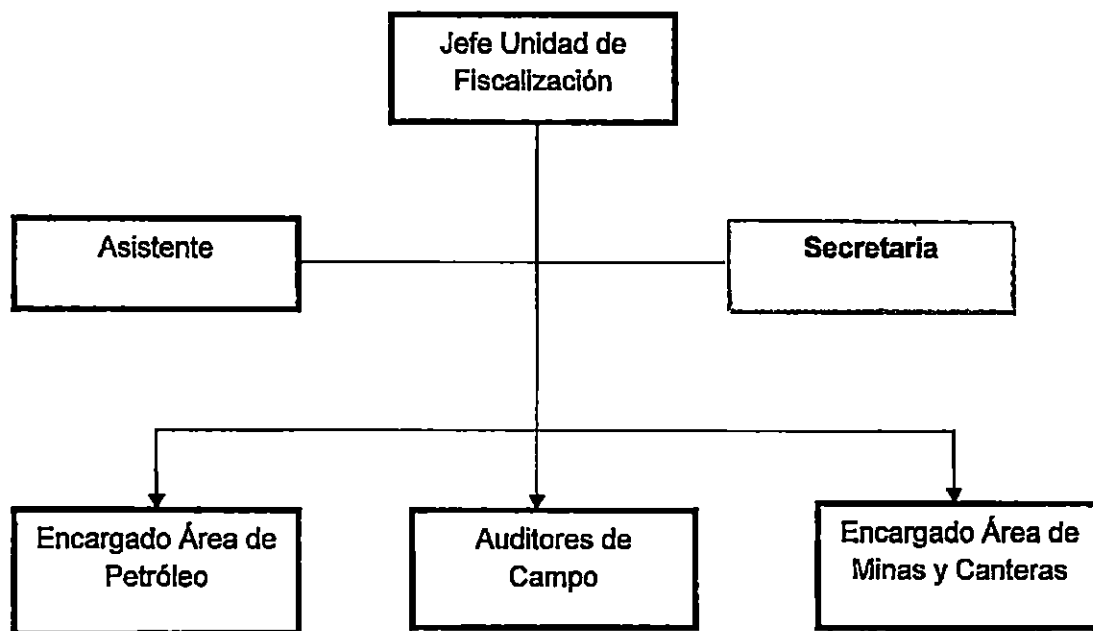 Jefe Unidad de
Fiscalización
Asistente
Secretaria
Encargado Área de
Petróleo
Auditores de
Campo
Encargado Área de
Minas y Canteras